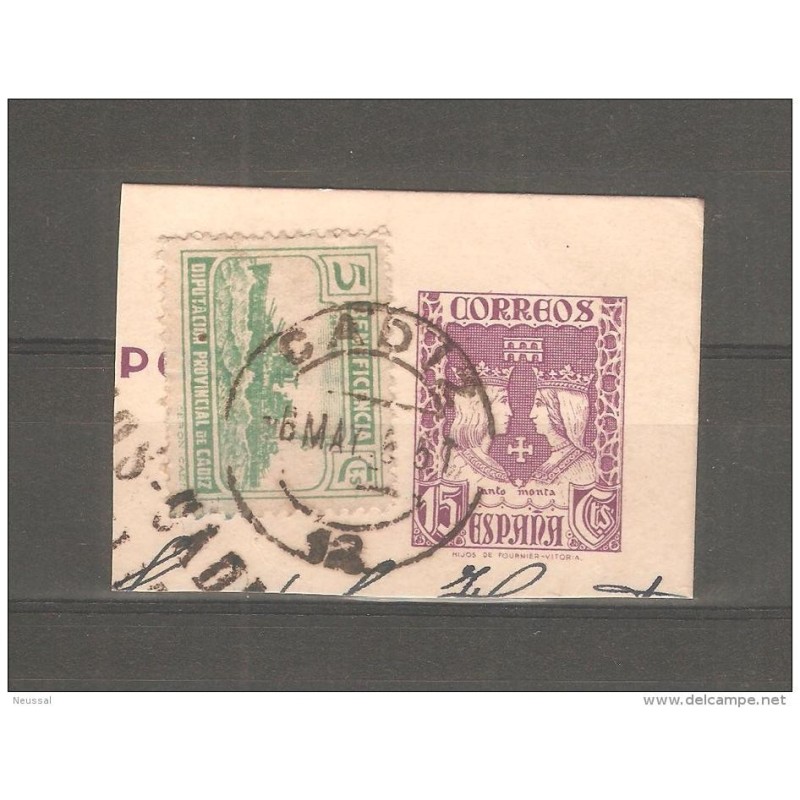 5
BENEFICENCIA
Cts.
DIPUTACION PROVINCIAL DE CADIZ
CADIZ
6 MAY
12
CORREOS
tanto monta
15 Cts
ESPAÑA
HIJOS DE FOURNIER-VITORIA.
Neussal
www.delcampe.net